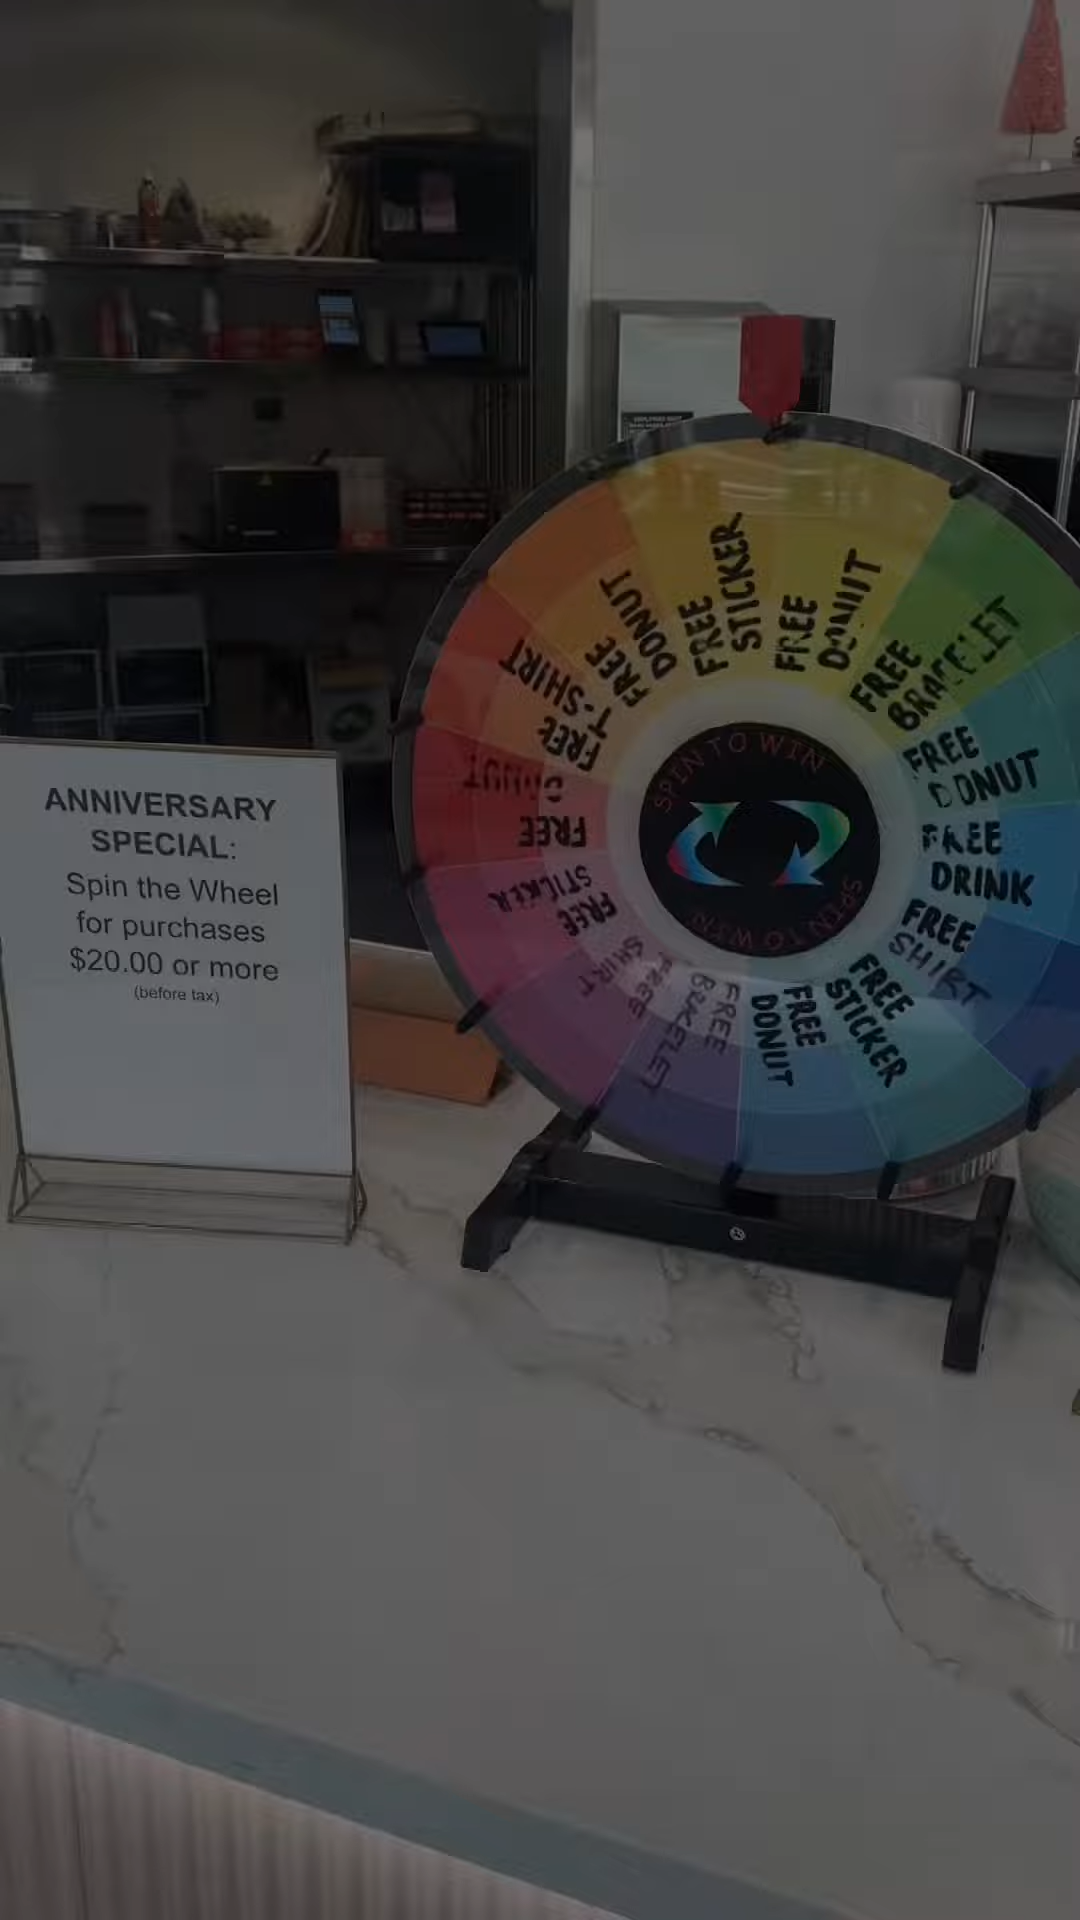 ANNIVERSARY
SPECIAL:
Spin the Wheel
for purchases
$20.00 or more
(before tax)
SPIN TO WIN
SPIN TO WIN
FREE
STICKER
FREE
DONUT
FREE
BRACELET
FREE
DONUT
FREE
DRINK
FREE
SHIRT
FREE
STICKER
FREE
DONUT
FREE
BRACELET
FREE
SHIRT
FREE
STICKER
FREE
DONUT
FREE
T-SHIRT
FREE
DONUT